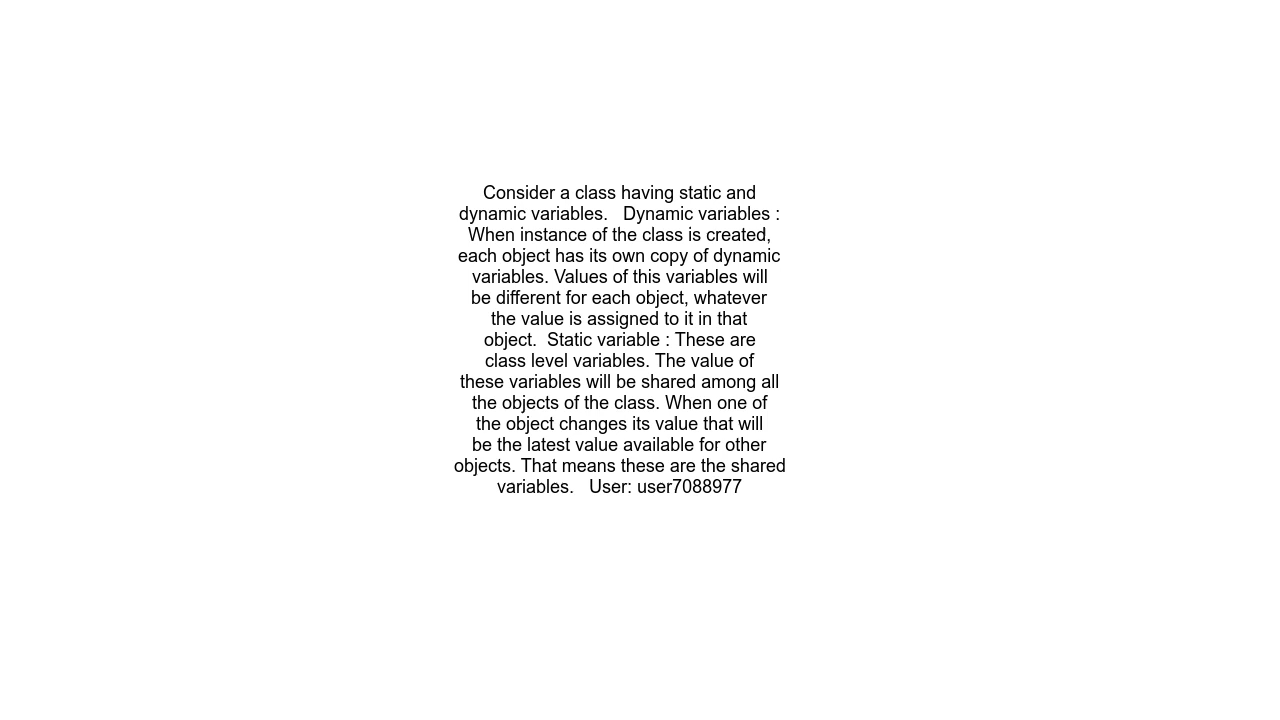 Consider a class having static and
dynamic variables.   Dynamic variables :
When instance of the class is created,
each object has its own copy of dynamic
variables. Values of this variables will
be different for each object, whatever
the value is assigned to it in that
object.  Static variable : These are
class level variables. The value of
these variables will be shared among all
the objects of the class. When one of
the object changes its value that will
be the latest value available for other
objects. That means these are the shared
variables.   User: user7088977